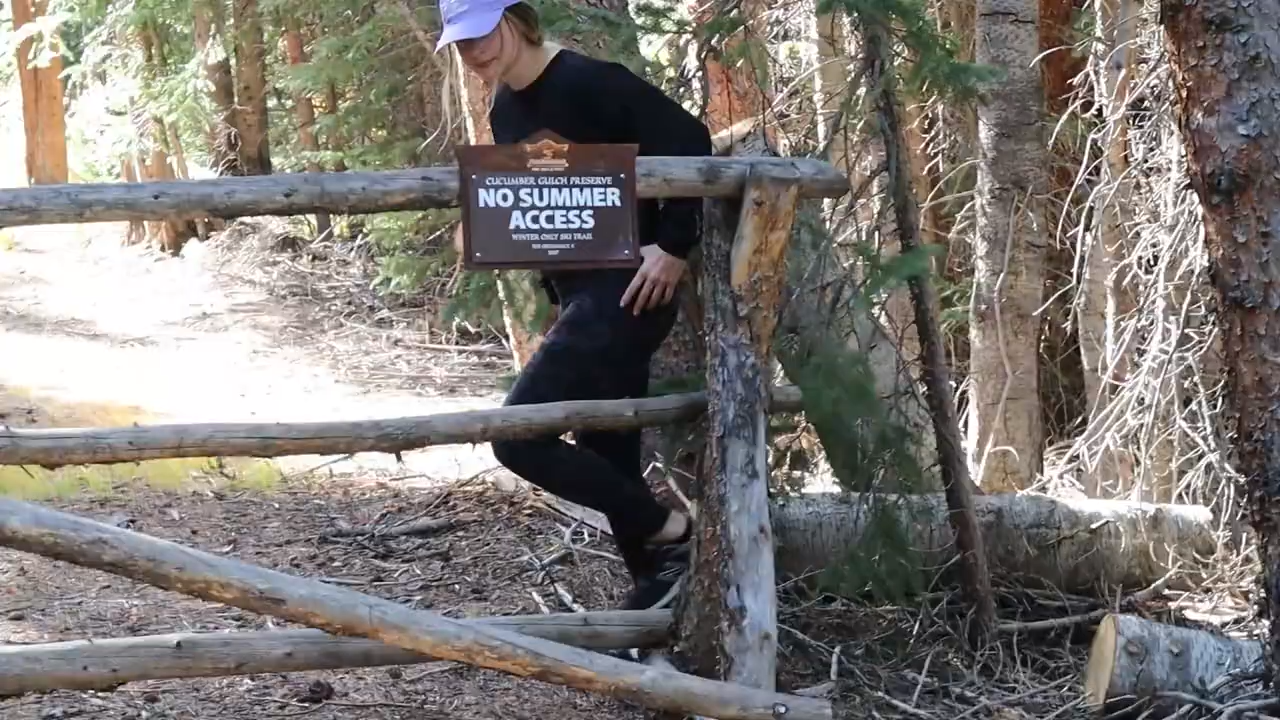 CUCUMBER GULCH PRESERVE
NO SUMMER
ACCESS
WINTER ONLY SKI TRAIL